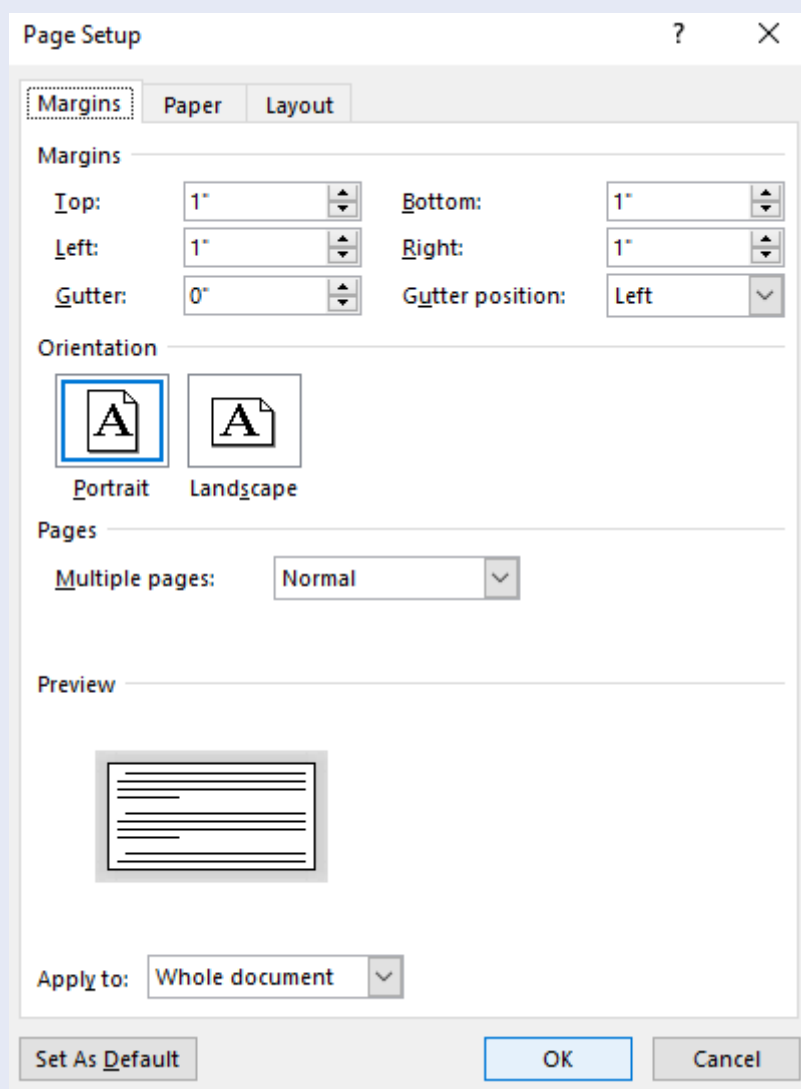 Page Setup ? ×
Margins Paper Layout
Margins
Top: 1" Bottom: 1"
Left: 1" Right: 1"
Gutter: 0" Gutter position: Left
Orientation
A A
Portrait Landscape
Pages
Multiple pages: Normal
Preview
Apply to: Whole document
Set As Default OK Cancel